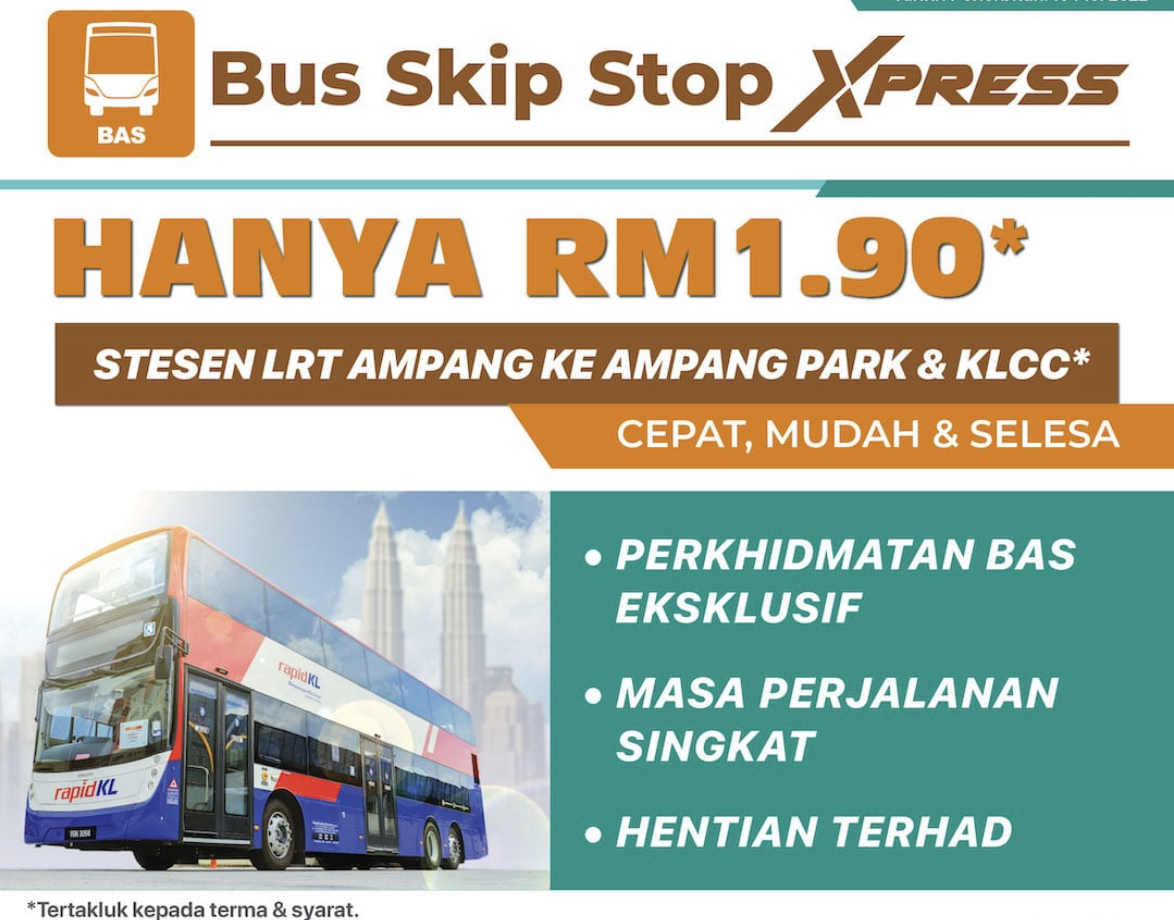 BAS
Bus Skip Stop XPRESS
HANYA RM1.90*
STESEN LRT AMPANG KE AMPANG PARK & KLCC*
CEPAT, MUDAH & SELESA
• PERKHIDMATAN BAS
EKSKLUSIF
• MASA PERJALANAN
SINGKAT
• HENTIAN TERHAD
rapidKL
rapidKL
*Tertakluk kepada terma & syarat.